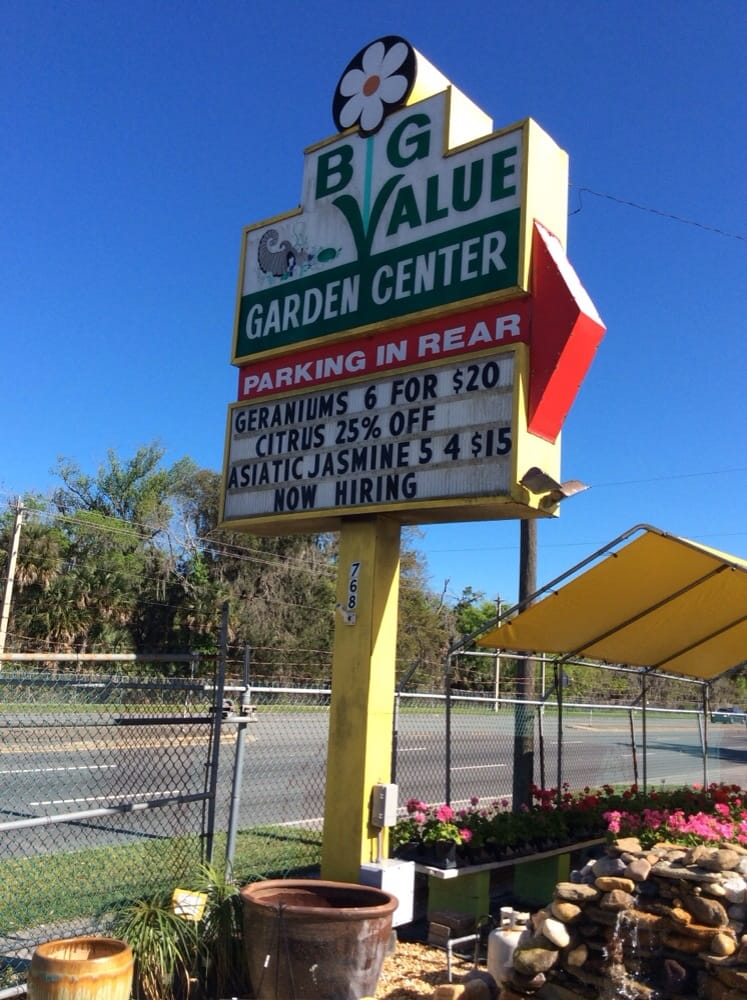 BIG
VALUE
GARDEN CENTER
PARKING IN REAR
GERANIUMS 6 FOR $20
CITRUS 25% OFF
ASIATIC JASMINE 5 4 $15
NOW HIRING
768